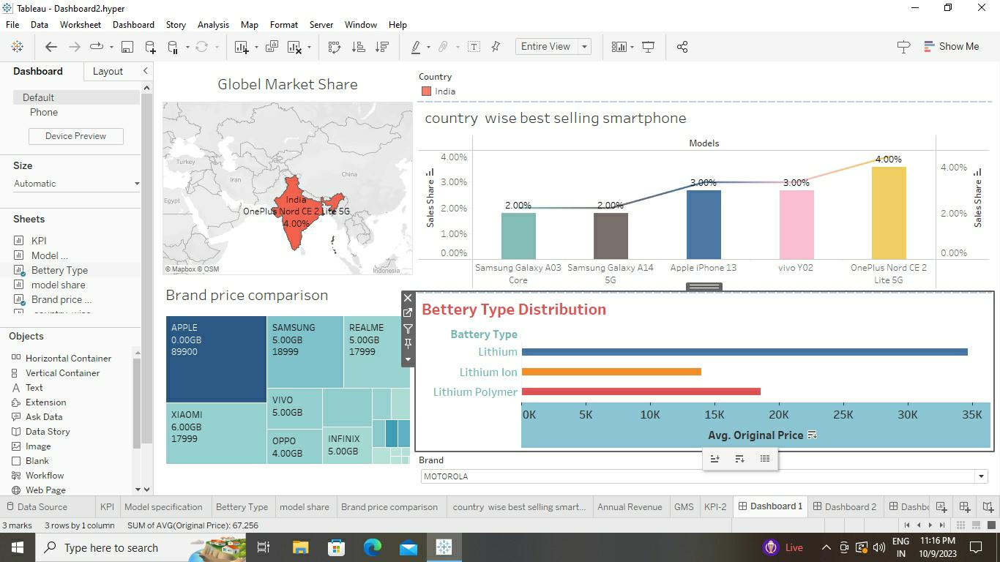 Tableau - Dashboard2.hyper
File Data Worksheet Dashboard Story Analysis Map Format Server Window Help
Entire View
Show Me
Dashboard
Layout
Default
Phone
Device Preview
Size
Automatic
Sheets
KPI
Model ...
Bettery Type
model share
Brand price ...
Objects
Horizontal Container
Vertical Container
Text
Extension
Ask Data
Data Story
Image
Blank
Workflow
Web Page
Globel Market Share
Turkey
Iran
Egypt
China
Indonesia
India
OnePlus Nord CE 2 Lite 5G
4.00%
© Mapbox © OSM
Country
India
country wise best selling smartphone
Models
Sales Share
4.00%
3.00%
2.00%
1.00%
0.00%
2.00%
2.00%
3.00%
3.00%
4.00%
4.00%
2.00%
0.00%
Sales Share
Samsung Galaxy A03 Core
Samsung Galaxy A14 5G
Apple iPhone 13
vivo Y02
OnePlus Nord CE 2 Lite 5G
Brand price comparison
APPLE
0.00GB
89900
SAMSUNG
5.00GB
18999
REALME
5.00GB
17999
XIAOMI
6.00GB
17999
VIVO
5.00GB
OPPO
4.00GB
INFINIX
5.00GB
Bettery Type Distribution
Battery Type
Lithium
Lithium Ion
Lithium Polymer
0K 5K 10K 15K 20K 25K 30K 35K
Avg. Original Price
Brand
MOTOROLA
Data Source KPI Model specification Bettery Type model share Brand price comparison country wise best selling smart... Annual Revenue GMS KPI-2 Dashboard 1 Dashboard 2 Dashbo
3 marks 3 rows by 1 column SUM of AVG(Original Price): 67,256
Type here to search
Live
ENG
IN
11:16 PM
10/9/2023